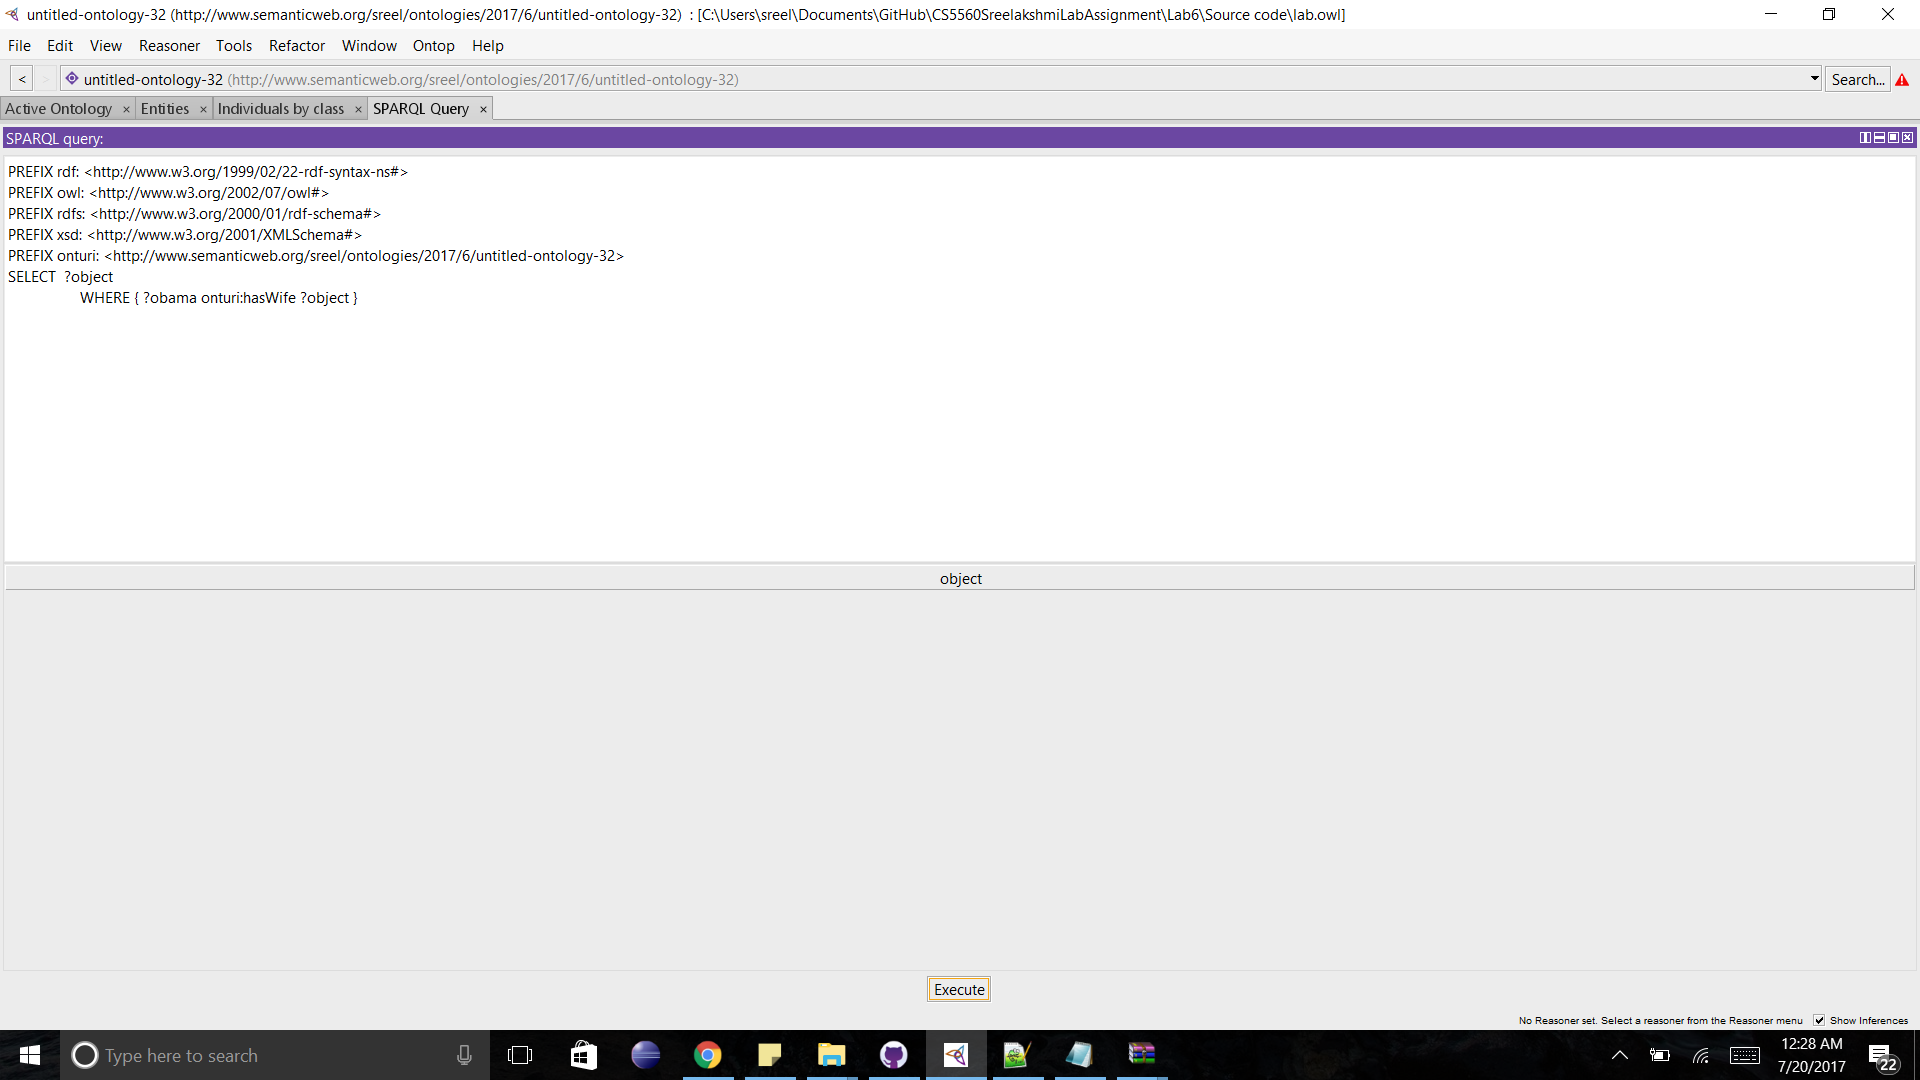 untitled-ontology-32 (http://www.semanticweb.org/sreel/ontologies/2017/6/untitled-ontology-32) : [C:\Users\sreel\Documents\GitHub\CS5560SreelakshmiLabAssignment\Lab6\Source code\lab.owl]
File Edit View Reasoner Tools Refactor Window Ontop Help
< > untitled-ontology-32 (http://www.semanticweb.org/sreel/ontologies/2017/6/untitled-ontology-32) Search...
Active Ontology × Entities × Individuals by class × SPARQL Query ×
SPARQL query:
PREFIX rdf: <http://www.w3.org/1999/02/22-rdf-syntax-ns#>
PREFIX owl: <http://www.w3.org/2002/07/owl#>
PREFIX rdfs: <http://www.w3.org/2000/01/rdf-schema#>
PREFIX xsd: <http://www.w3.org/2001/XMLSchema#>
PREFIX onturi: <http://www.semanticweb.org/sreel/ontologies/2017/6/untitled-ontology-32>
SELECT ?object
WHERE { ?obama onturi:hasWife ?object }
object
Execute
No Reasoner set. Select a reasoner from the Reasoner menu Show Inferences
Type here to search
12:28 AM
7/20/2017
22